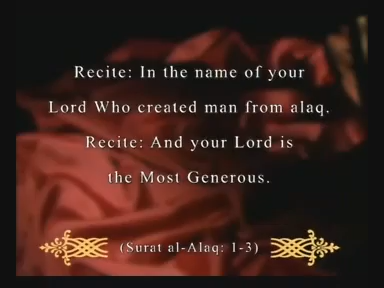 Recite: In the name of your
Lord Who created man from alaq.
Recite: And your Lord is
the Most Generous.
(Surat al-Alaq: 1-3)